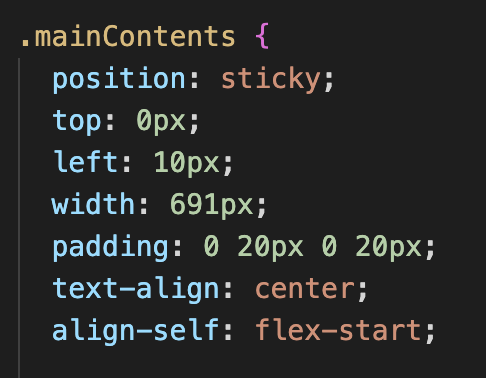 .mainContents {
position: sticky;
top: 0px;
left: 10px;
width: 691px;
padding: 0 20px 0 20px;
text-align: center;
align-self: flex-start;